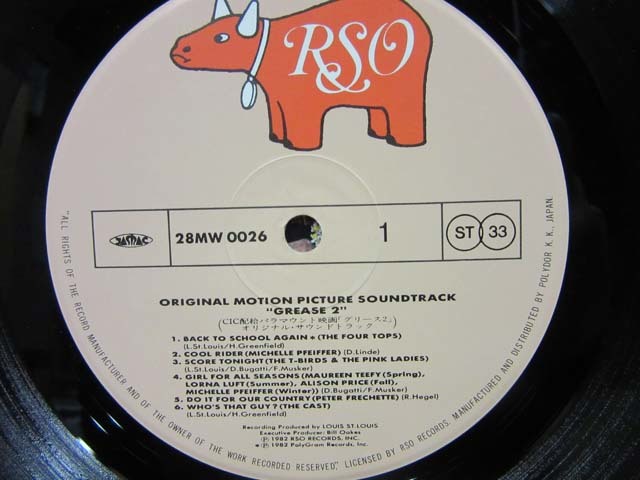 RSO
JASRAC
28MW 0026
1
ST 33
ORIGINAL MOTION PICTURE SOUNDTRACK
"GREASE 2"
(CIC配給パラマウント映画「グリース2」
オリジナル・サウンドトラック)
1. BACK TO SCHOOL AGAIN + (THE FOUR TOPS)
(L.St.Louis/H.Greenfield)
2. COOL RIDER (MICHELLE PFEIFFER) (D.Linde)
3. SCORE TONIGHT (THE T-BIRDS & THE PINK LADIES)
(L.St.Louis, D.Bugatti/F.Musker)
4. GIRL FOR ALL SEASONS (MAUREEN TEEFY (Spring),
LORNA LUFT (Summer), ALISON PRICE (Fall),
MICHELLE PFEIFFER (Winter)) (D.Bugatti/F.Musker)
5. DO IT FOR OUR COUNTRY (PETER FRECHETTE) (R.Hegel)
6. WHO'S THAT GUY? (THE CAST)
(L.St.Louis/H.Greenfield)
Recording Produced by LOUIS ST.LOUIS
Executive Producer: Bill Oakes
℗ 1982 RSO RECORDS, INC.
℗ 1982 PolyGram Records, Inc.
"ALL RIGHTS OF THE RECORD MANUFACTURER AND OF THE OWNER OF THE WORK RECORDED RESERVED". LICENSED BY RSO RECORDS. MANUFACTURED AND DISTRIBUTED BY POLYDOR K. K., JAPAN.